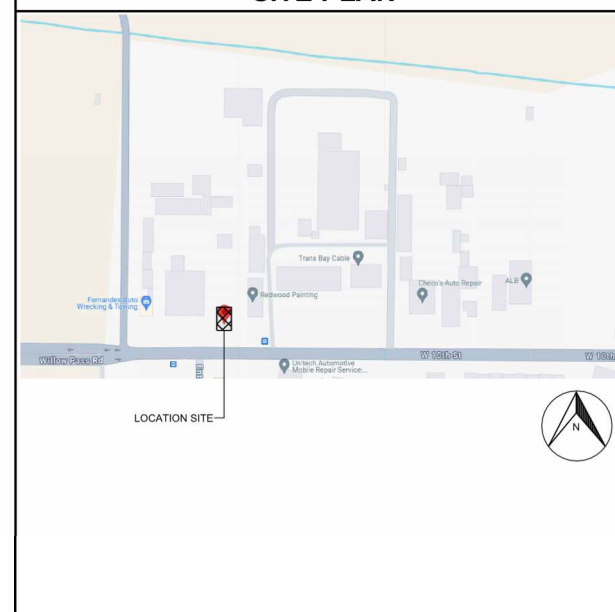 SITE PLAN
Trans Bay Cable
Checo's Auto Repair
ALB
Fernandes Auto
Wrecking & Towing
Redwood Painting
Willow Pass Rd
W 10th St
W 10th
Unitech Automotive
Mobile Repair Service...
LOCATION SITE
N